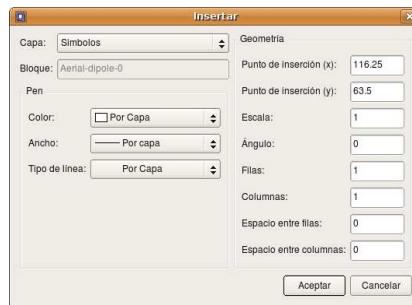 Insertar
Capa: Simbolos
Bloque: Aerial-dipole-0
Pen
Color: Por Capa
Ancho: Por capa
Tipo de línea: Por Capa
Geometría
Punto de inserción (x): 116.25
Punto de inserción (y): 63.5
Escala: 1
Ángulo: 0
Filas: 1
Columnas: 1
Espacio entre filas: 0
Espacio entre columnas: 0
Aceptar Cancelar